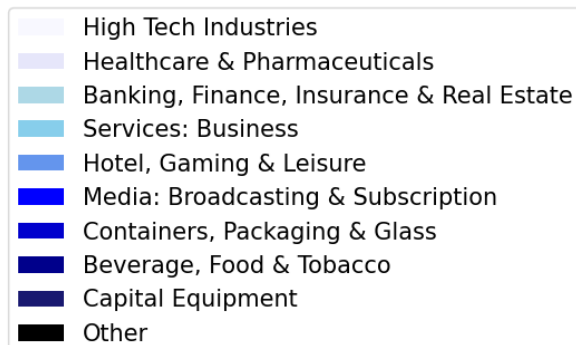 High Tech Industries
Healthcare & Pharmaceuticals
Banking, Finance, Insurance & Real Estate
Services: Business
Hotel, Gaming & Leisure
Media: Broadcasting & Subscription
Containers, Packaging & Glass
Beverage, Food & Tobacco
Capital Equipment
Other